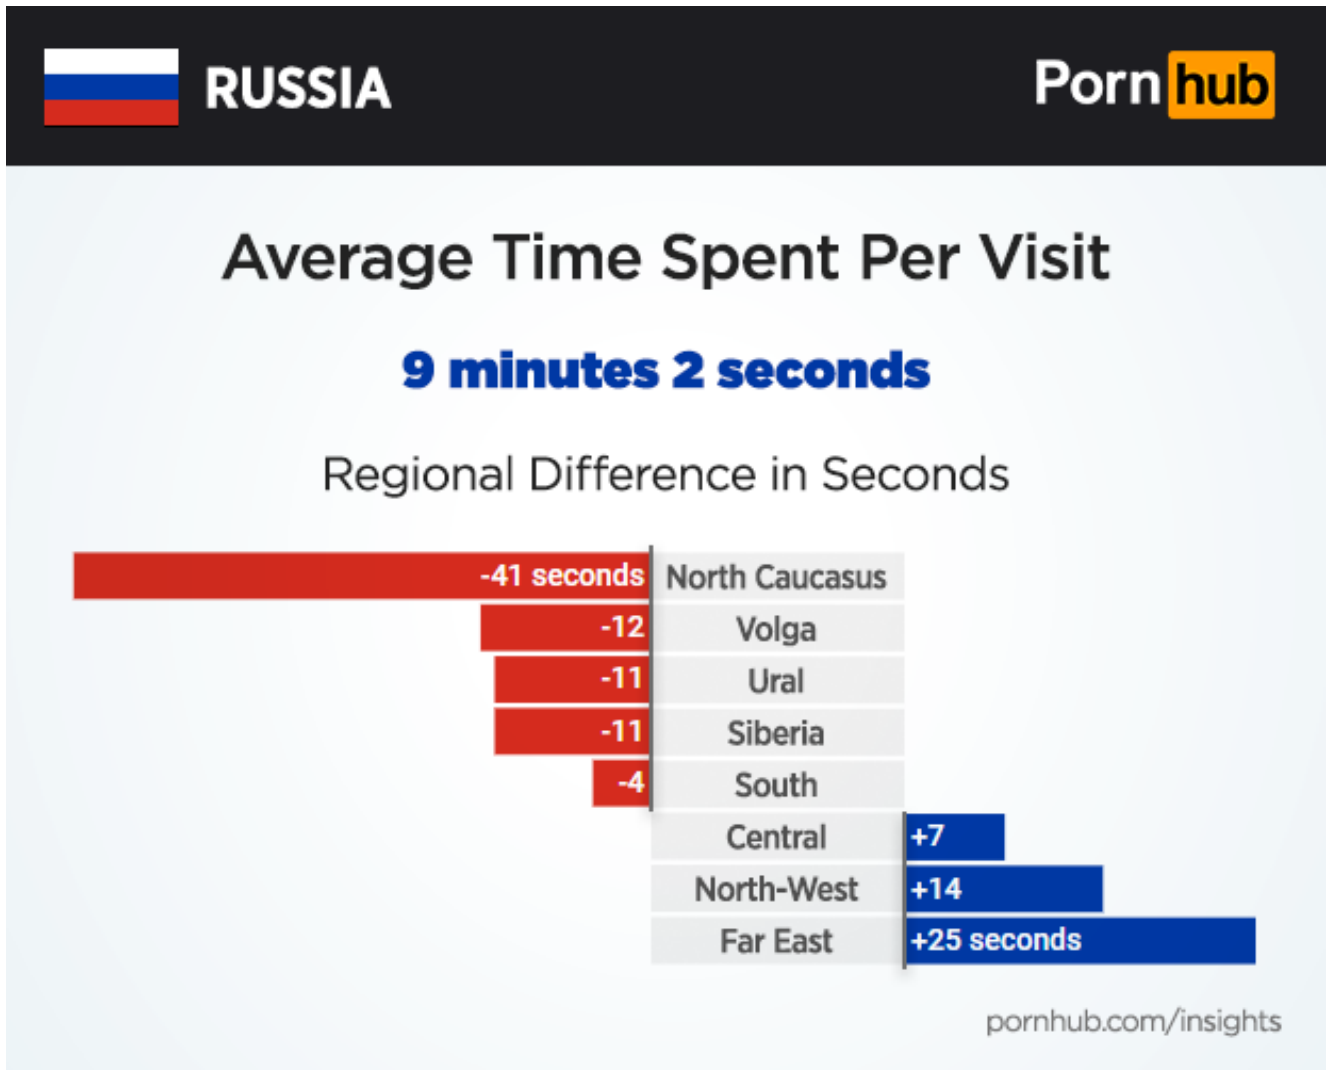 RUSSIA
Pornhub
Average Time Spent Per Visit
9 minutes 2 seconds
Regional Difference in Seconds
-41 seconds North Caucasus
-12 Volga
-11 Ural
-11 Siberia
-4 South
Central +7
North-West +14
Far East +25 seconds
pornhub.com/insights